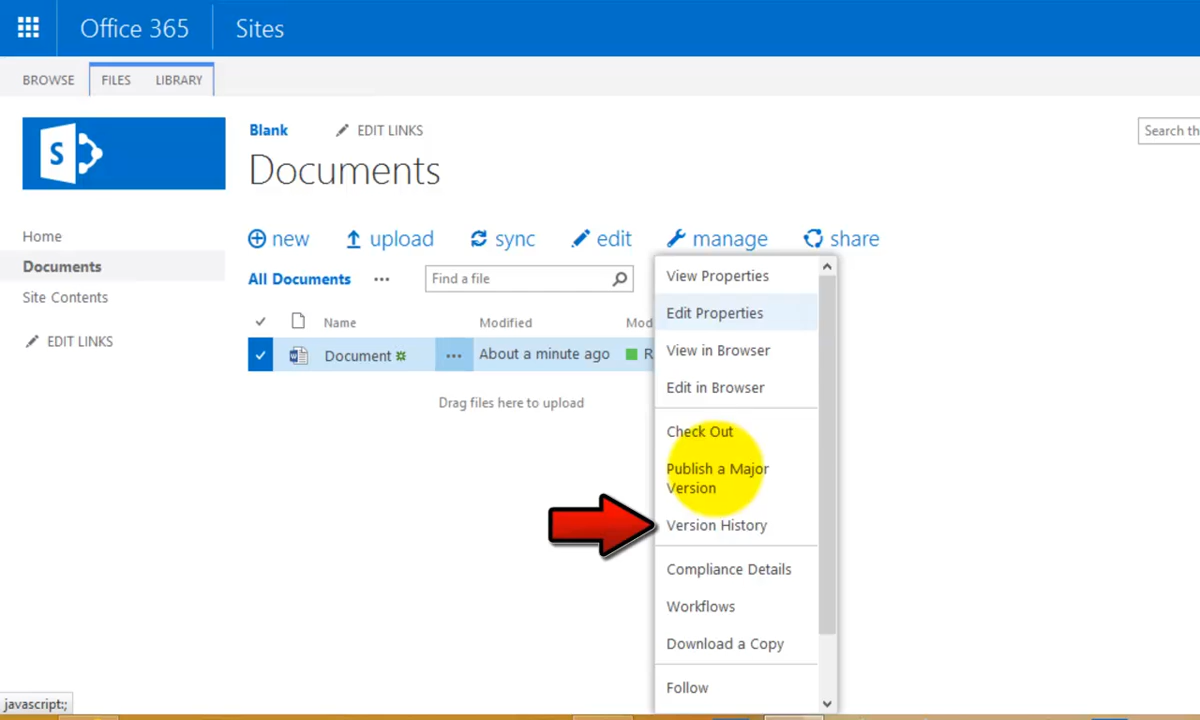 Office 365
Sites
BROWSE
FILES
LIBRARY
S
Blank
EDIT LINKS
Search th
Documents
Home
Documents
Site Contents
EDIT LINKS
new
upload
sync
edit
manage
share
All Documents
...
Find a file
Name
Modified
Mod
Document
...
About a minute ago
R
Drag files here to upload
View Properties
Edit Properties
View in Browser
Edit in Browser
Check Out
Publish a Major
Version
Version History
Compliance Details
Workflows
Download a Copy
Follow
javascript:;